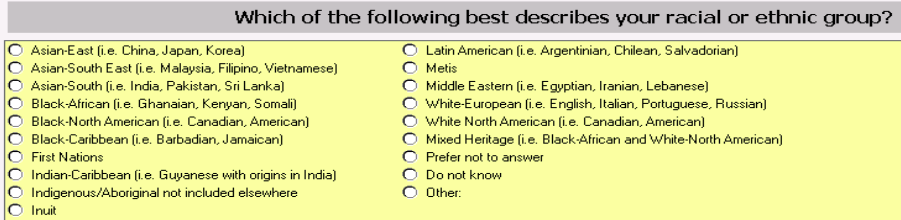 Which of the following best describes your racial or ethnic group?
Asian-East (i.e. China, Japan, Korea)
Asian-South East (i.e. Malaysia, Filipino, Vietnamese)
Asian-South (i.e. India, Pakistan, Sri Lanka)
Black-African (i.e. Ghanaian, Kenyan, Somali)
Black-North American (i.e. Canadian, American)
Black-Caribbean (i.e. Barbadian, Jamaican)
First Nations
Indian-Caribbean (i.e. Guyanese with origins in India)
Indigenous/Aboriginal not included elsewhere
Inuit
Latin American (i.e. Argentinian, Chilean, Salvadorian)
Metis
Middle Eastern (i.e. Egyptian, Iranian, Lebanese)
White-European (i.e. English, Italian, Portuguese, Russian)
White North American (i.e. Canadian, American)
Mixed Heritage (i.e. Black-African and White-North American)
Prefer not to answer
Do not know
Other: